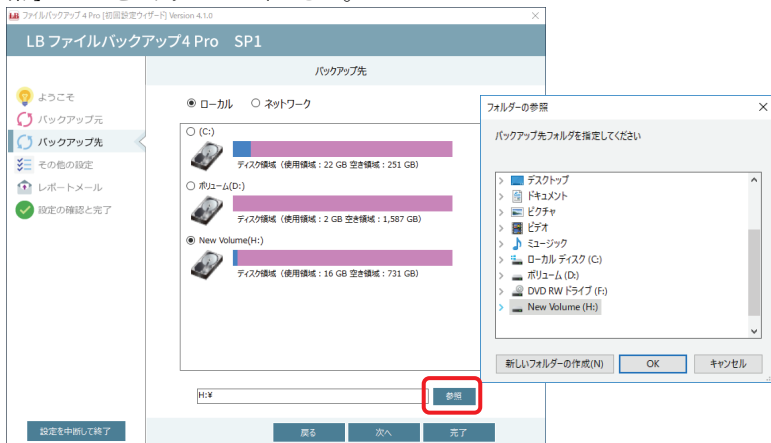 LB ファイルバックアップ 4 Pro [初回設定ウィザード] Version 4.1.0
LB ファイルバックアップ4 Pro SP1
ようこそ
バックアップ元
バックアップ先
その他の設定
レポートメール
設定の確認と完了
設定を中断して終了
バックアップ先
ローカル ネットワーク
(C:)
ディスク領域（使用領域：22 GB 空き領域：251 GB）
ボリューム(D:)
ディスク領域（使用領域：2 GB 空き領域：1,587 GB）
New Volume(H:)
ディスク領域（使用領域：16 GB 空き領域：731 GB）
H:¥
参照
戻る 次へ 完了
フォルダーの参照
バックアップ先フォルダを指定してください
デスクトップ
ドキュメント
ピクチャ
ビデオ
ミュージック
ローカル ディスク (C:)
ボリューム (D:)
DVD RW ドライブ (F:)
New Volume (H:)
新しいフォルダーの作成(N) OK キャンセル